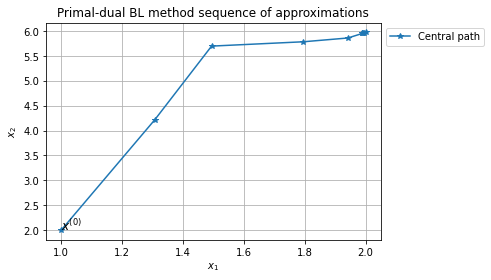 Primal-dual BL method sequence of approximations
6.0
5.5
5.0
4.5
4.0
3.5
3.0
2.5
2.0
x₂
Central path
x⁽⁰⁾
1.0 1.2 1.4 1.6 1.8 2.0
x₁